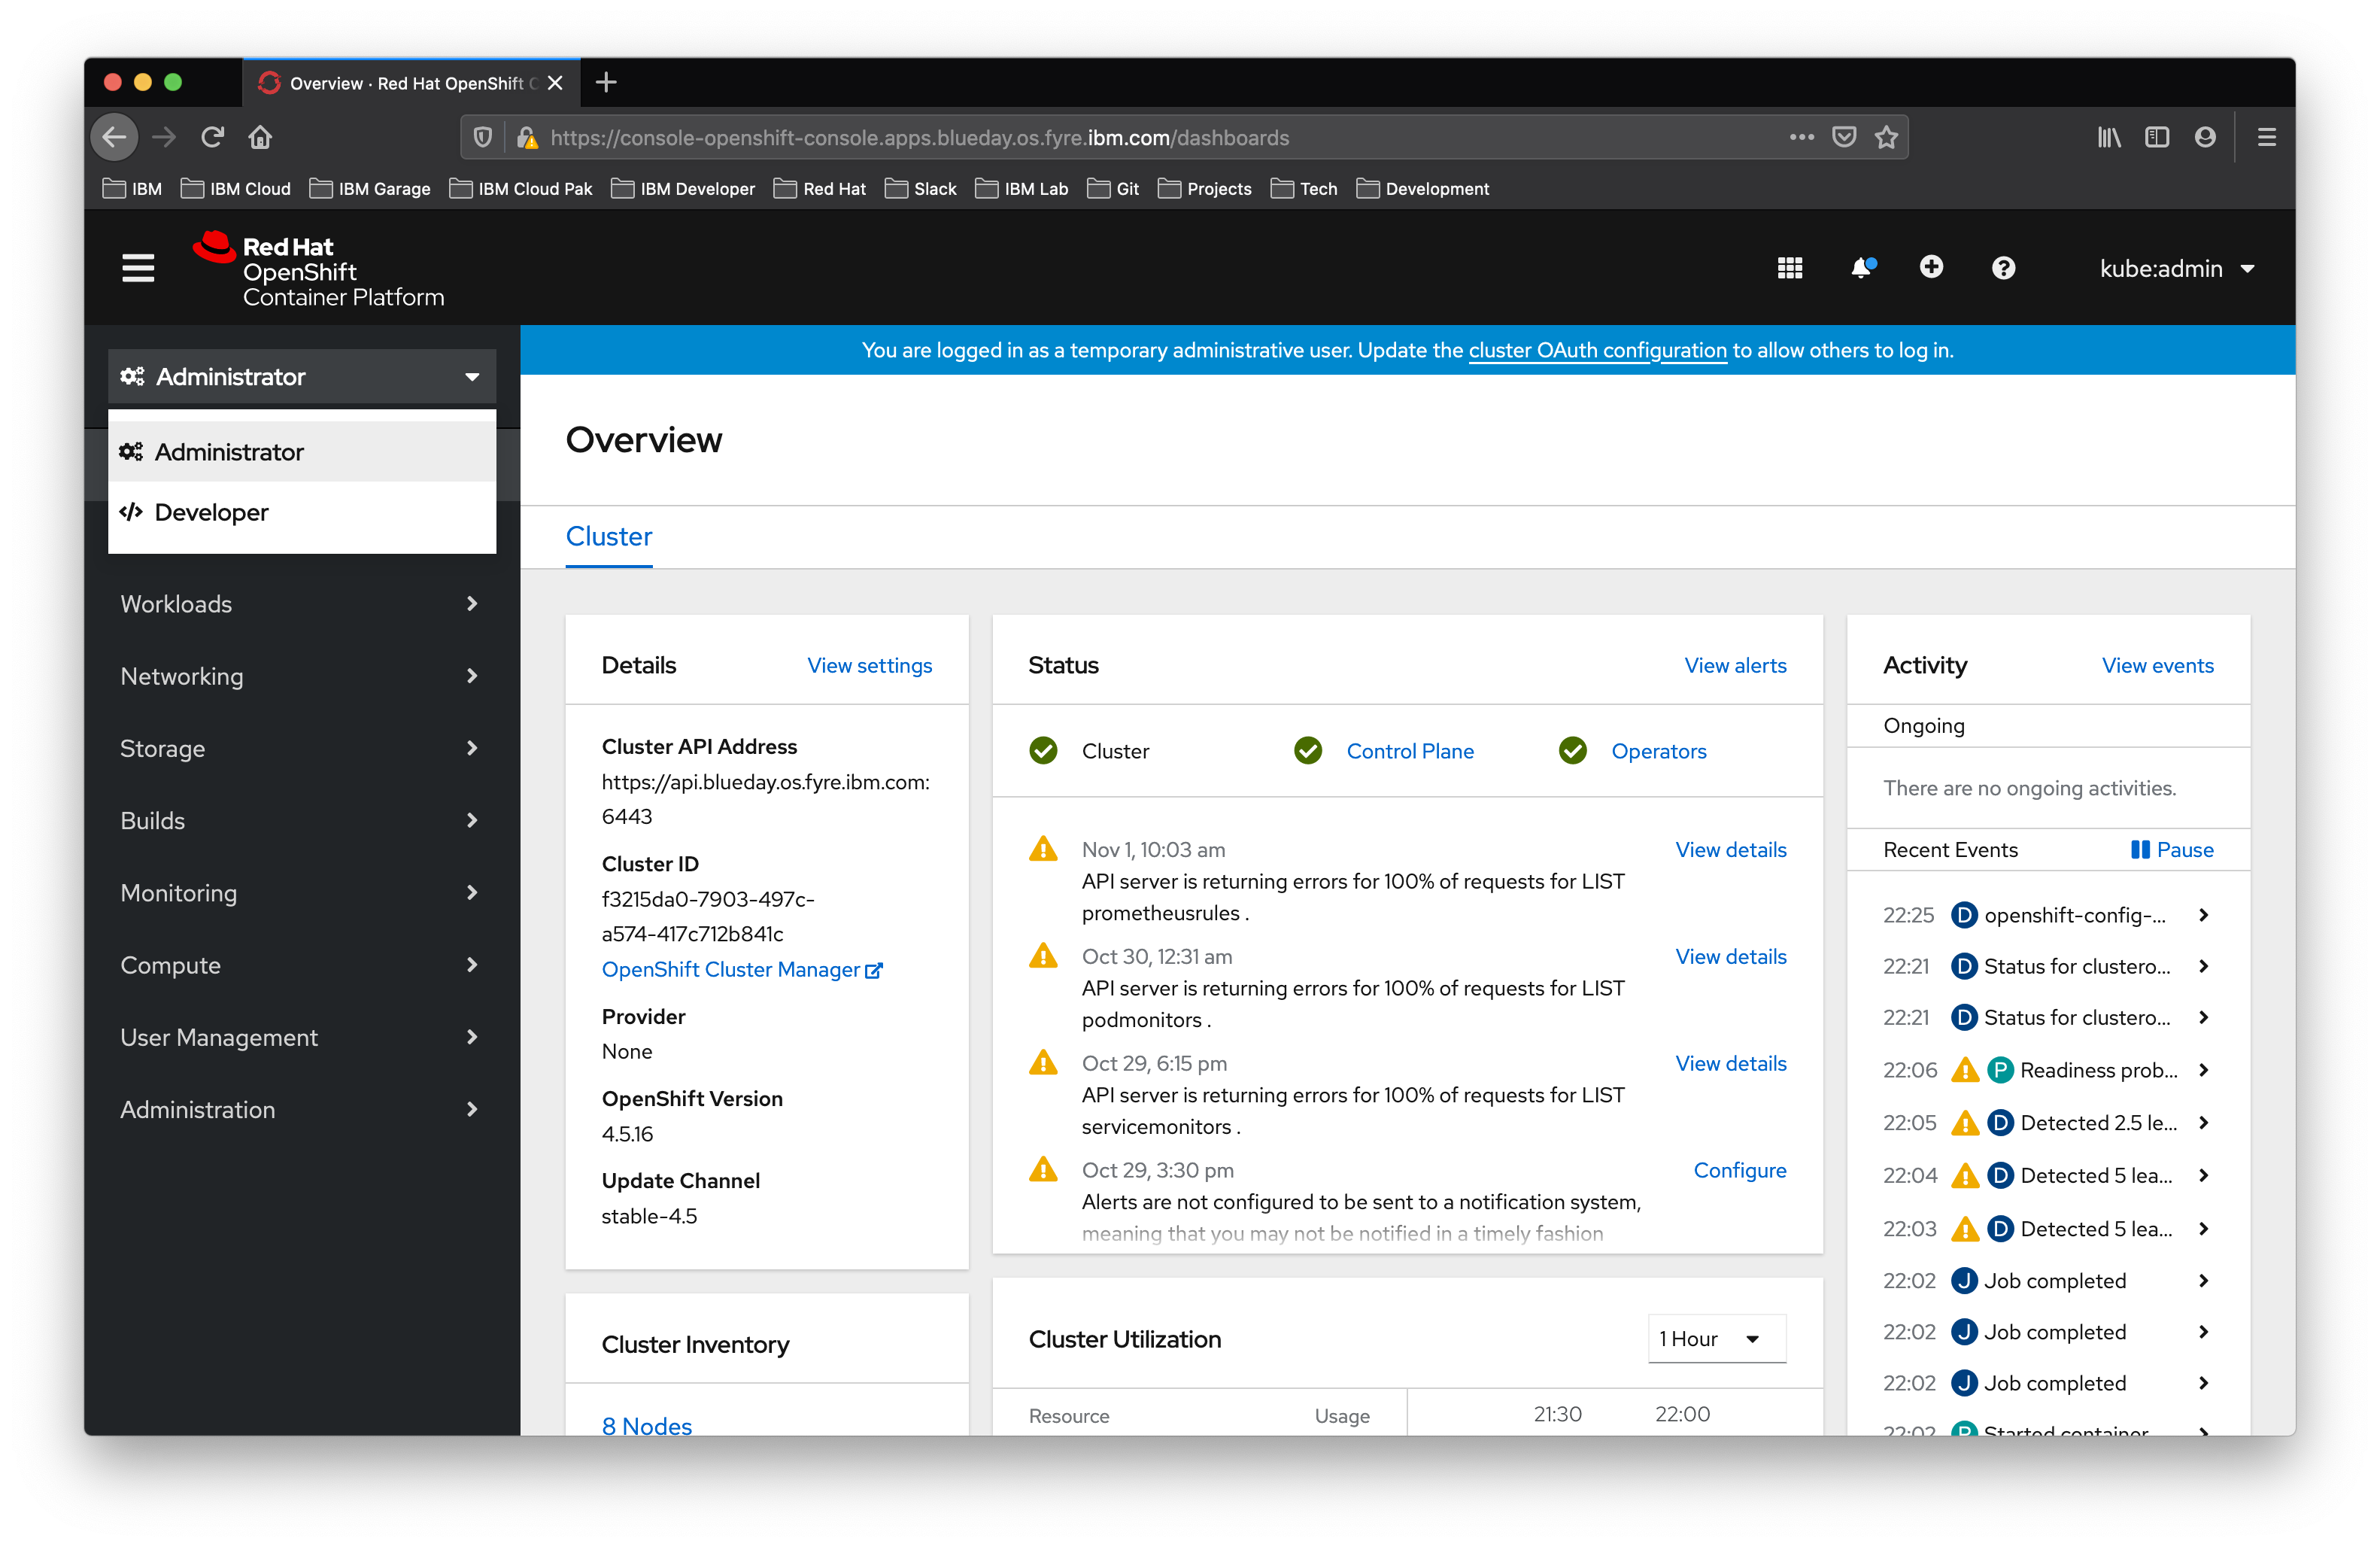 Overview · Red Hat OpenShift C
https://console-openshift-console.apps.blueday.os.fyre.ibm.com/dashboards
IBM IBM Cloud IBM Garage IBM Cloud Pak IBM Developer Red Hat Slack IBM Lab Git Projects Tech Development
Red Hat
OpenShift
Container Platform
kube:admin
You are logged in as a temporary administrative user. Update the cluster OAuth configuration to allow others to log in.
Administrator
Administrator
Developer
Workloads
Networking
Storage
Builds
Monitoring
Compute
User Management
Administration
Overview
Cluster
Details View settings
Cluster API Address
https://api.blueday.os.fyre.ibm.com:
6443
Cluster ID
f3215da0-7903-497c-
a574-417c712b841c
OpenShift Cluster Manager
Provider
None
OpenShift Version
4.5.16
Update Channel
stable-4.5
Cluster Inventory
8 Nodes
Status View alerts
Cluster Control Plane Operators
Nov 1, 10:03 am View details
API server is returning errors for 100% of requests for LIST
prometheusrules .
Oct 30, 12:31 am View details
API server is returning errors for 100% of requests for LIST
podmonitors .
Oct 29, 6:15 pm View details
API server is returning errors for 100% of requests for LIST
servicemonitors .
Oct 29, 3:30 pm Configure
Alerts are not configured to be sent to a notification system,
meaning that you may not be notified in a timely fashion
Cluster Utilization 1 Hour
Resource Usage 21:30 22:00
Activity View events
Ongoing
There are no ongoing activities.
Recent Events Pause
22:25 D openshift-config-...
22:21 D Status for clustero...
22:21 D Status for clustero...
22:06 P Readiness prob...
22:05 D Detected 2.5 le...
22:04 D Detected 5 lea...
22:03 D Detected 5 lea...
22:02 J Job completed
22:02 J Job completed
22:02 J Job completed
22:02 P Started container